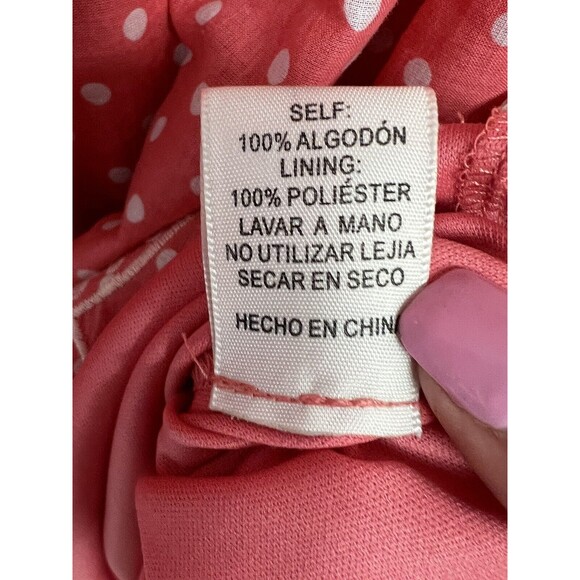 SELF:
100% ALGODÓN
LINING:
100% POLIÉSTER
LAVAR A MANO
NO UTILIZAR LEJIA
SECAR EN SECO
HECHO EN CHINA